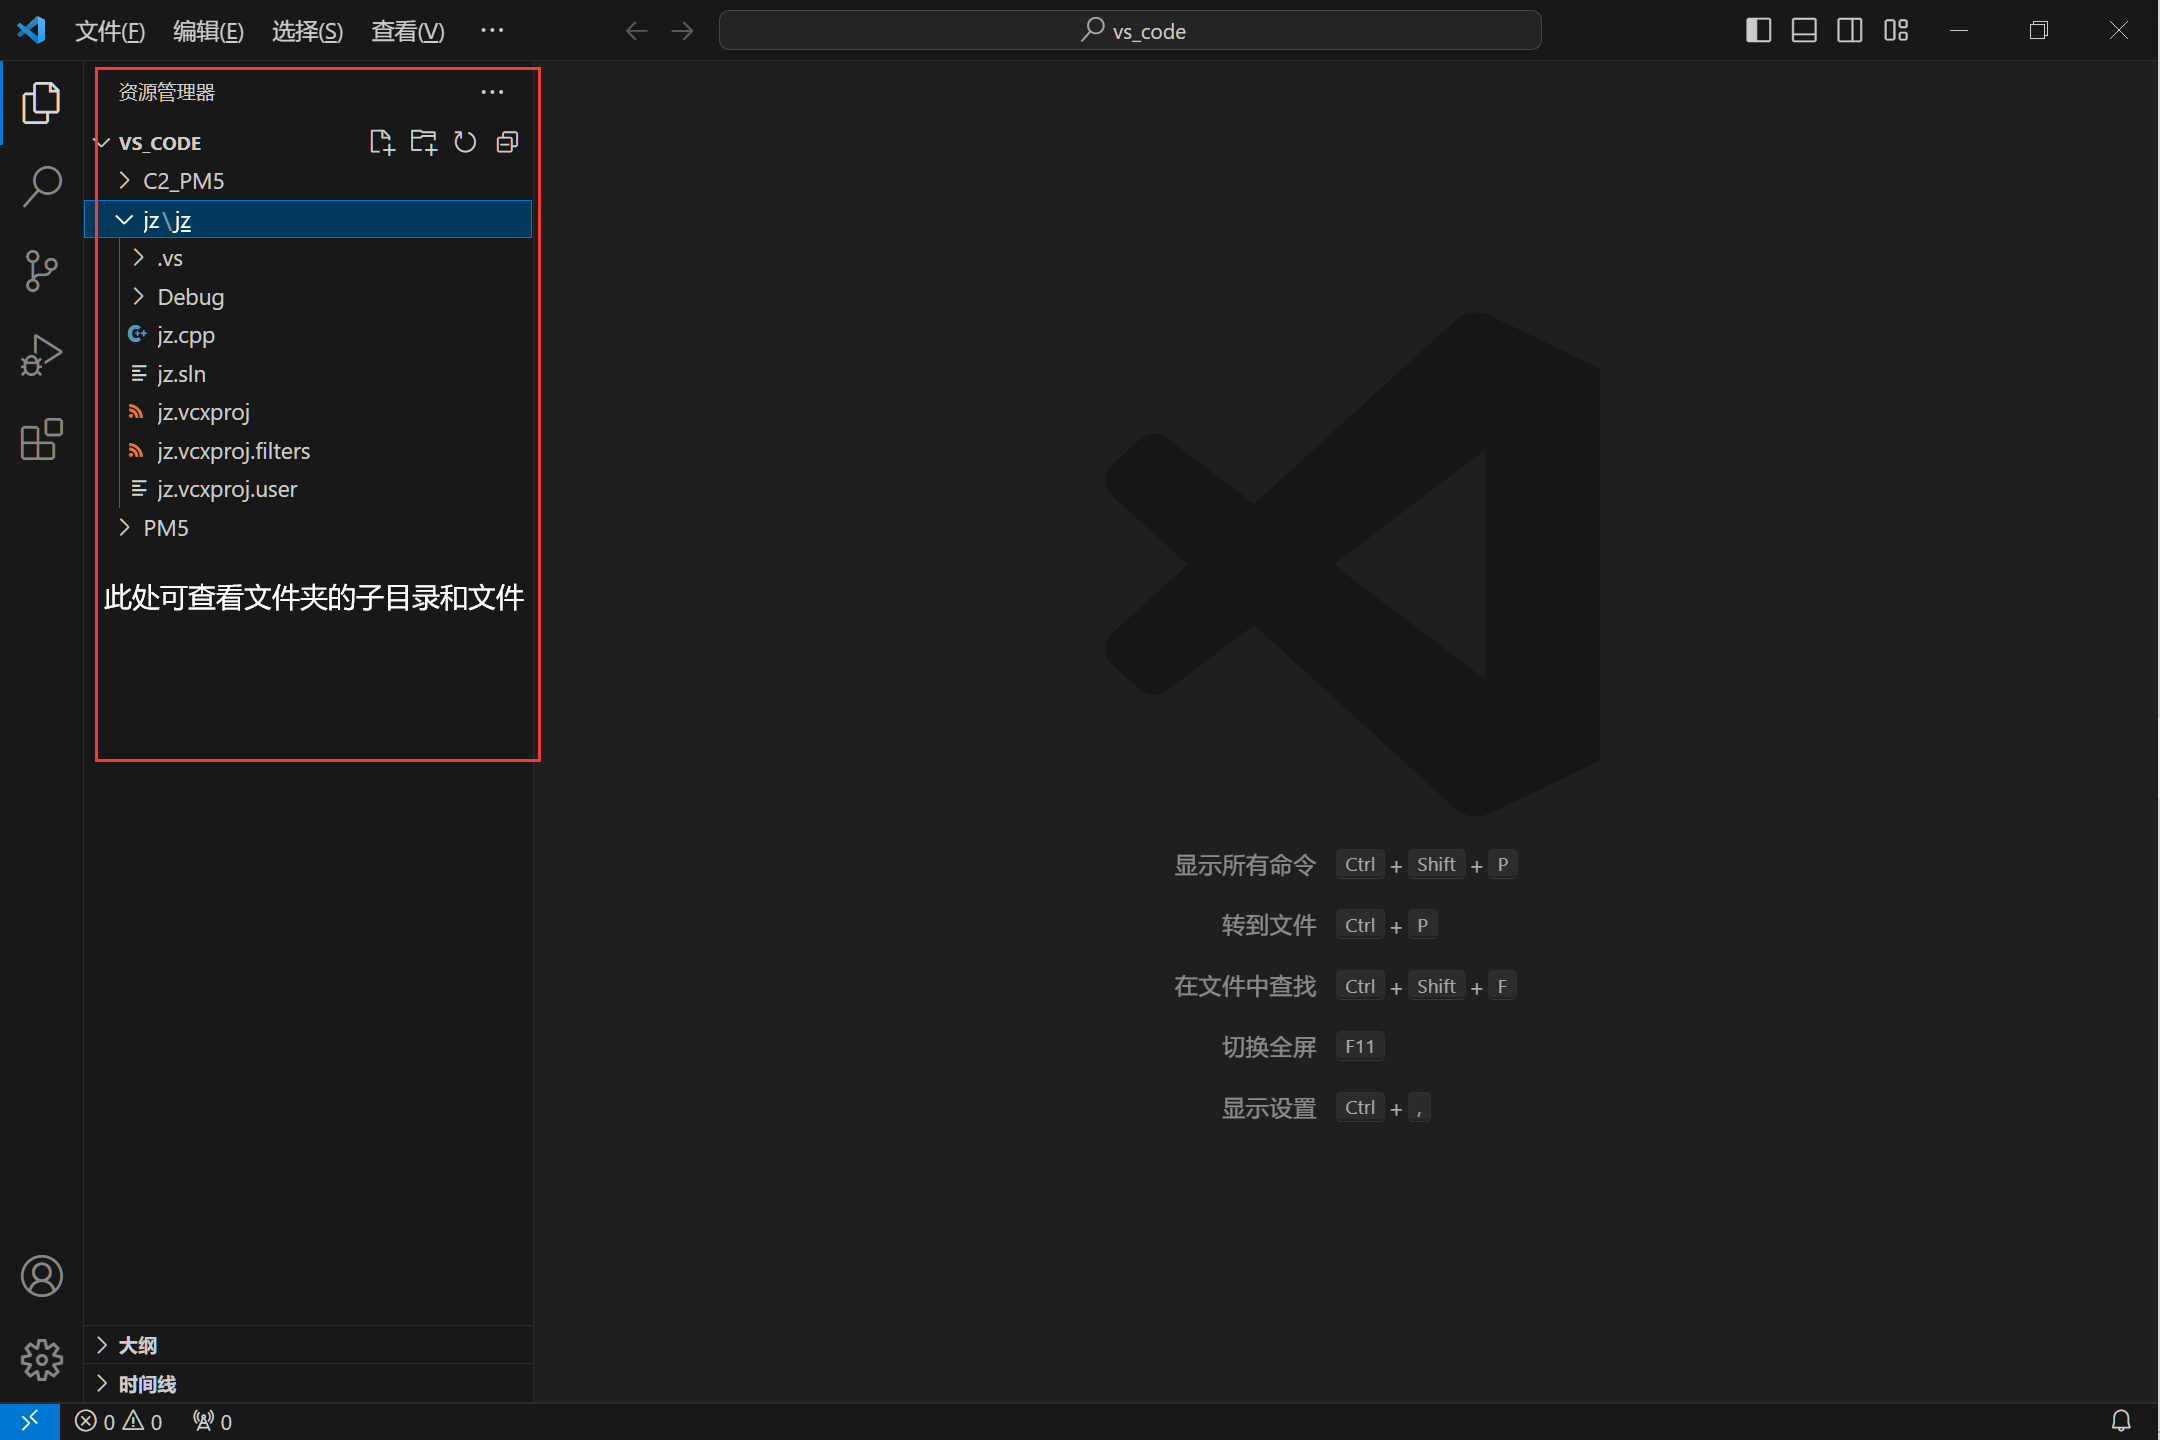 文件(F) 编辑(E) 选择(S) 查看(V) ···
vs_code
资源管理器
VS_CODE
C2_PM5
jz\jz
.vs
Debug
jz.cpp
jz.sln
jz.vcxproj
jz.vcxproj.filters
jz.vcxproj.user
PM5
此处可查看文件夹的子目录和文件
显示所有命令 Ctrl + Shift + P
转到文件 Ctrl + P
在文件中查找 Ctrl + Shift + F
切换全屏 F11
显示设置 Ctrl + ,
大纲
时间线
0 0 0